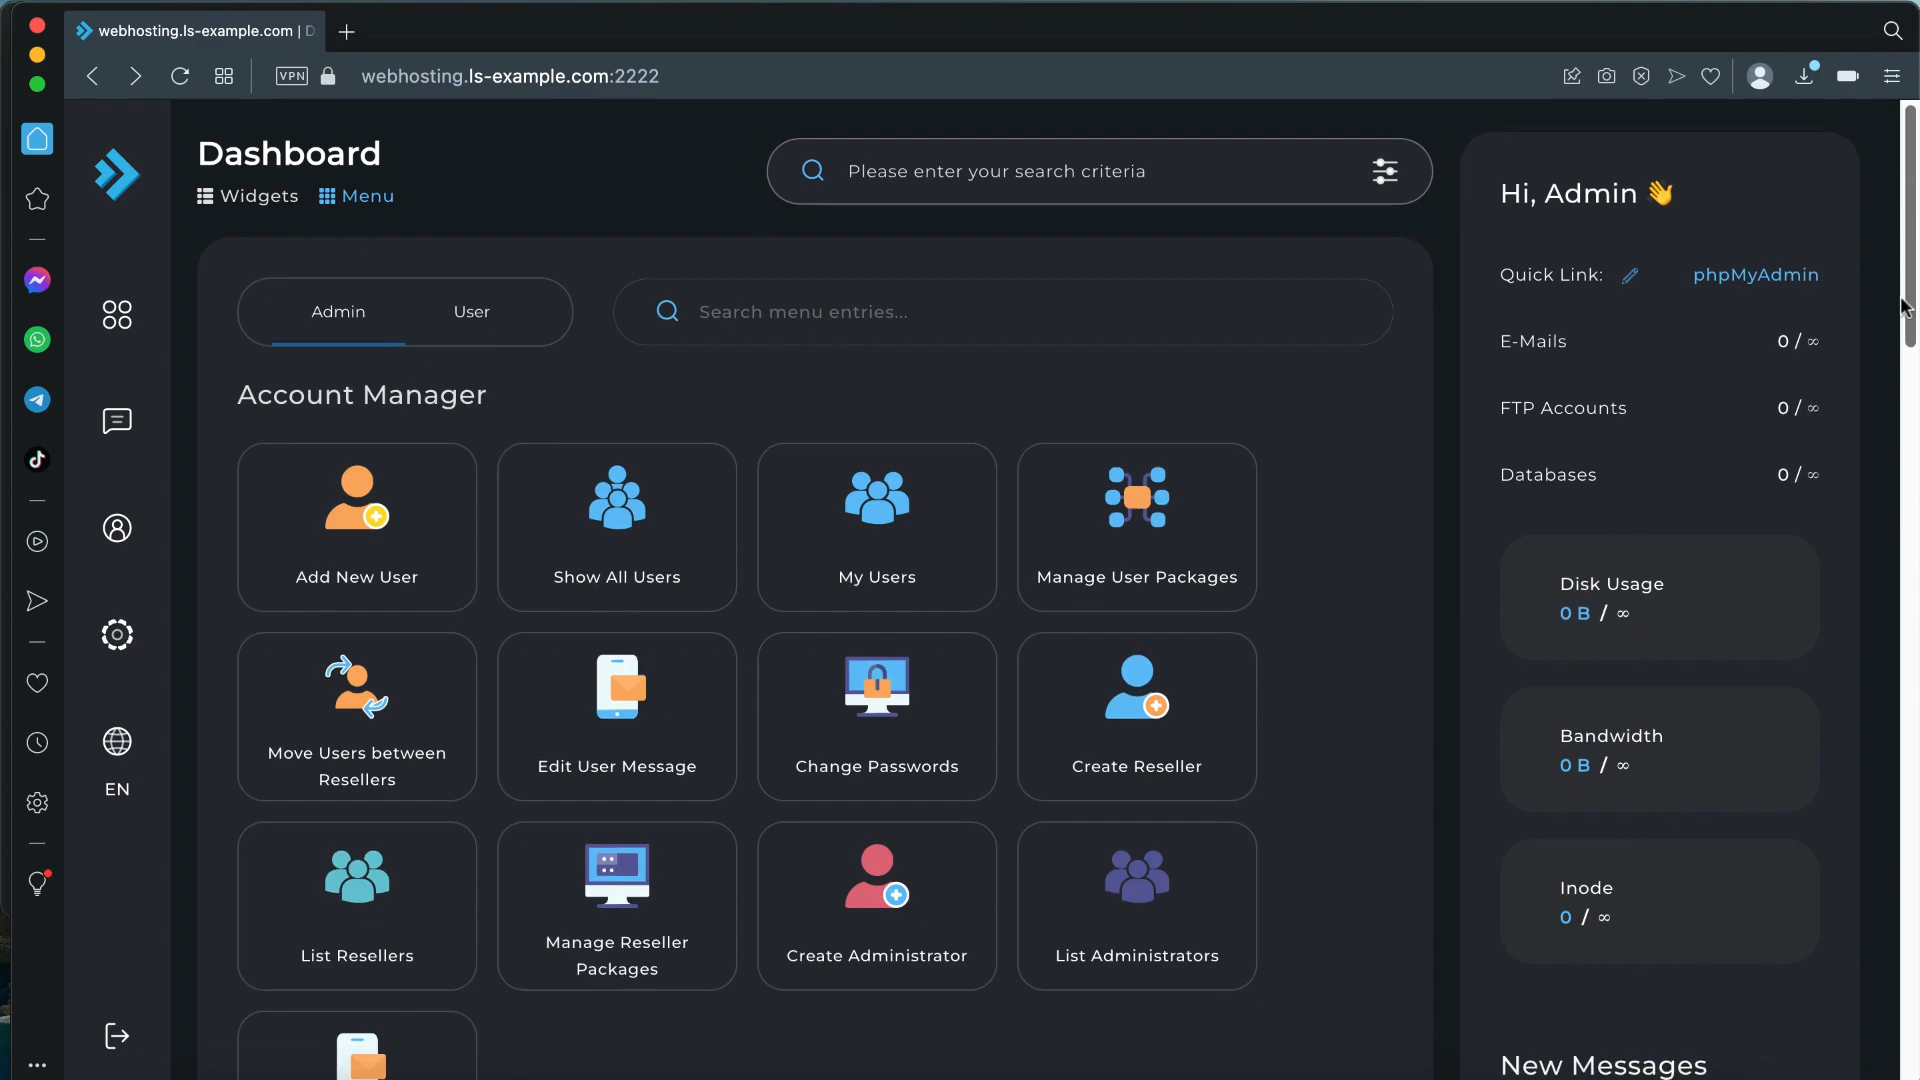 webhosting.ls-example.com | D
VPN
webhosting.ls-example.com:2222
Dashboard
Widgets
Menu
Please enter your search criteria
Hi, Admin 👋
Quick Link:
phpMyAdmin
E-Mails
0 / ∞
FTP Accounts
0 / ∞
Databases
0 / ∞
Disk Usage
0 B / ∞
Bandwidth
0 B / ∞
Inode
0 / ∞
New Messages
Admin
User
Search menu entries...
Account Manager
Add New User
Show All Users
My Users
Manage User Packages
Move Users between
Resellers
Edit User Message
Change Passwords
Create Reseller
List Resellers
Manage Reseller
Packages
Create Administrator
List Administrators
EN